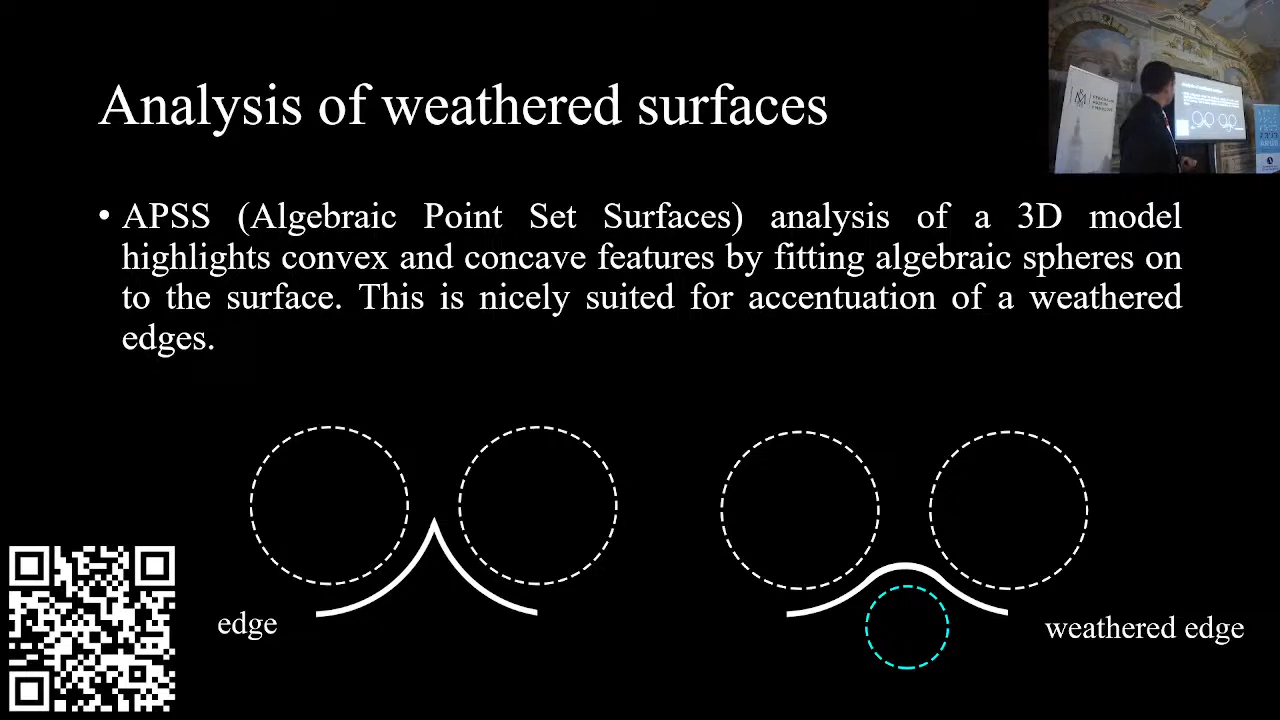 Analysis of weathered surfaces
• APSS (Algebraic Point Set Surfaces) analysis of a 3D model
highlights convex and concave features by fitting algebraic spheres on
to the surface. This is nicely suited for accentuation of a weathered
edges.
edge
weathered edge